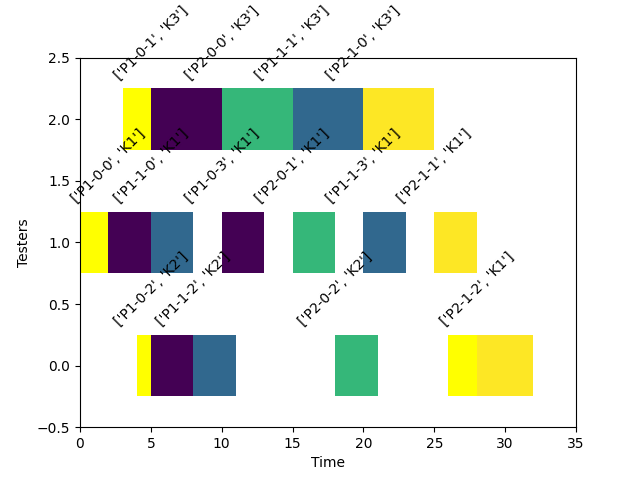 ['P1-0-1', 'K3']
['P2-0-0', 'K3']
['P1-1-1', 'K3']
['P2-1-0', 'K3']
['P1-0-0', 'K1']
['P1-1-0', 'K1']
['P1-0-3', 'K1']
['P2-0-1', 'K1']
['P1-1-3', 'K1']
['P2-1-1', 'K1']
['P1-0-2', 'K2']
['P1-1-2', 'K2']
['P2-0-2', 'K2']
['P2-1-2', 'K1']
2.5
2.0
1.5
1.0
0.5
0.0
−0.5
Testers
0 5 10 15 20 25 30 35
Time